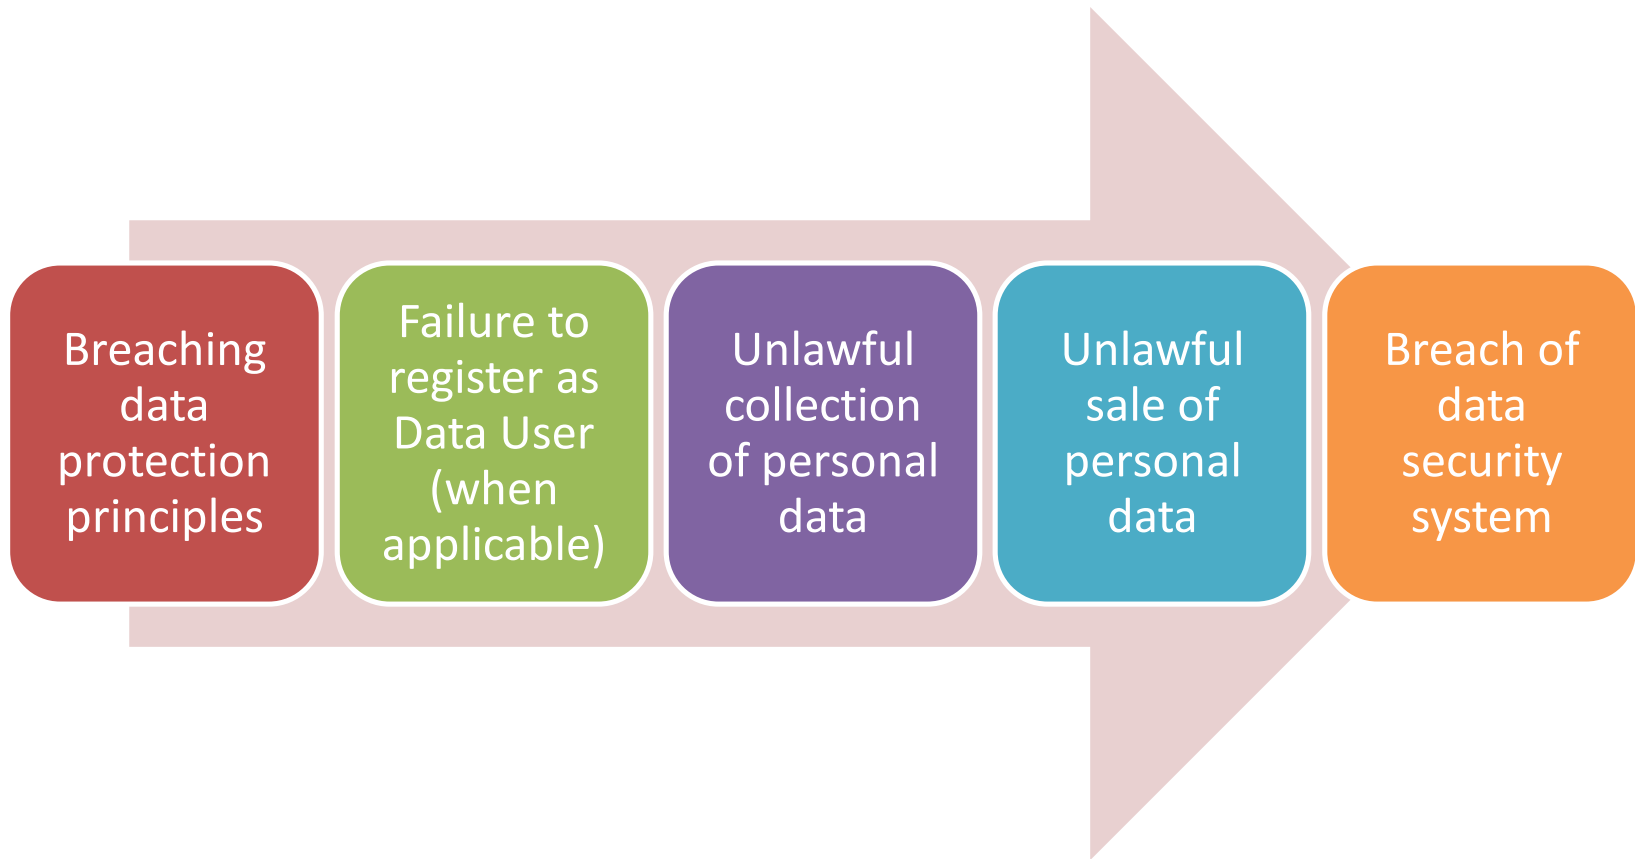 Breaching
data
protection
principles
Failure to
register as
Data User
(when
applicable)
Unlawful
collection
of personal
data
Unlawful
sale of
personal
data
Breach of
data
security
system